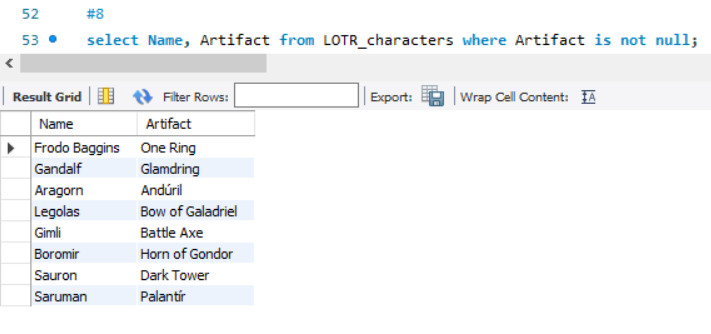 52 #8
53 select Name, Artifact from LOTR_characters where Artifact is not null;
Result Grid Filter Rows: Export: Wrap Cell Content: IA
Name Artifact
Frodo Baggins One Ring
Gandalf Glamdring
Aragorn Andúril
Legolas Bow of Galadriel
Gimli Battle Axe
Boromir Horn of Gondor
Sauron Dark Tower
Saruman Palantír